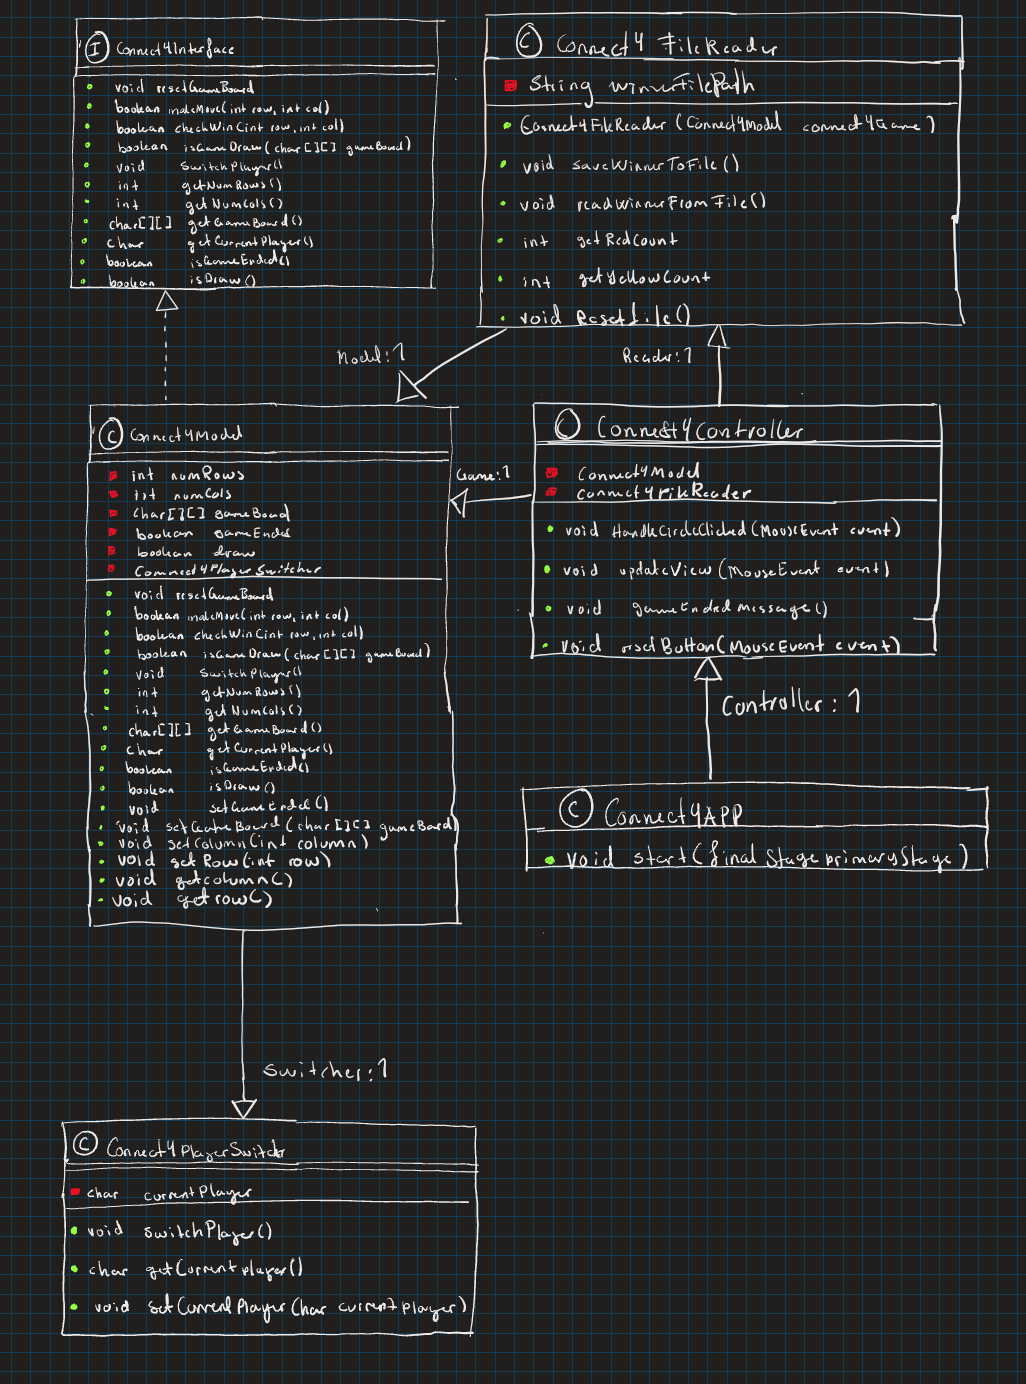 I Connect4Interface
void resetGameBoard
boolean makeMove(int row, int col)
boolean checkWin(int row, int col)
boolean isGameDraw(char[][] gameBoard)
void SwitchPlayer()
int getNumRows()
int getNumCols()
char[][] getGameBoard()
char getCurrentPlayer()
boolean isGameEnded()
boolean isDraw()
C Connect4 FileReader
String winnerFilePath
Connect4FileReader (Connect4Model connect4Game)
void saveWinnerToFile()
void readWinnerFromFile()
int getRedCount
int getYellowCount
void Resetfile()
Model:1
Reader:1
C Connect4Model
int numRows
int numCols
char[][] gameBoard
boolean gameEnded
boolean draw
Connect4PlayerSwitcher
void resetGameBoard
boolean makeMove(int row, int col)
boolean checkWin(int row, int col)
boolean isGameDraw(char[][] gameBoard)
void SwitchPlayer()
int getNumRows()
int getNumCols()
char[][] getGameBoard()
char getCurrentPlayer()
boolean isGameEnded()
boolean isDraw()
void setGameEnded()
void setGameBoard(char[][] gameBoard)
void setColumn(int column)
void setRow(int row)
void getcolumn()
void getrow()
Game:1
C Connect4Controller
Connect4Model
Connect4FileReader
void HandleCircleClicked(MouseEvent event)
void updateView(MouseEvent event)
void gameEndedMessage()
void resetButton(MouseEvent event)
Controller:1
C Connect4APP
void start(final Stage primaryStage)
Switcher:1
C Connect4PlayerSwitcher
char currentPlayer
void switchPlayer()
char getCurrentplayer()
void setCurrentPlayer(char currentplayer)